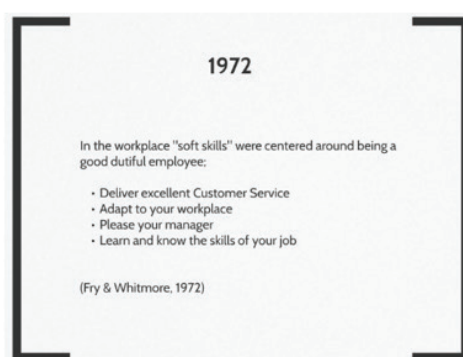 1972
In the workplace "soft skills" were centered around being a
good dutiful employee:
• Deliver excellent Customer Service
• Adapt to your workplace
• Please your manager
• Learn and know the skills of your job
(Fry & Whitmore, 1972)